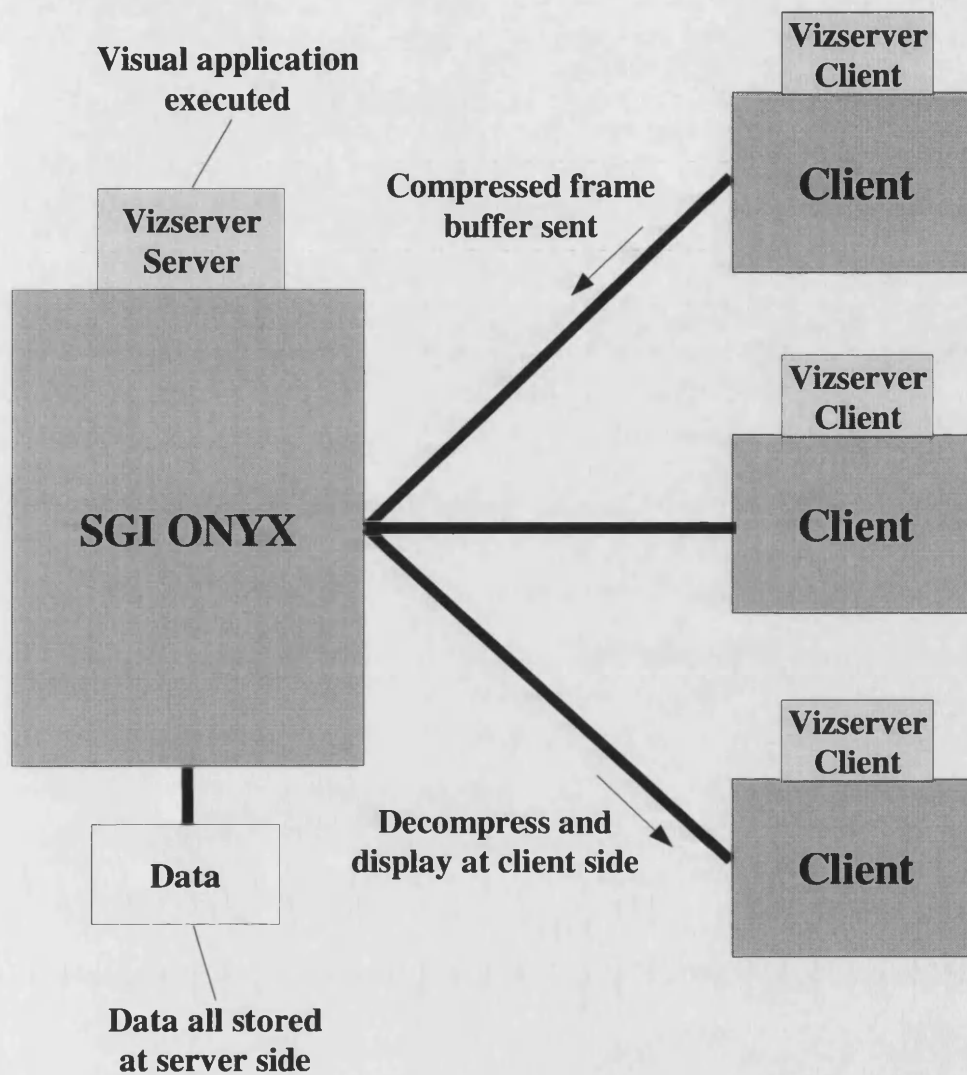 Visual application
executed
Vizserver
Server
SGI ONYX
Data
Data all stored
at server side
Compressed frame
buffer sent
Decompress and
display at client side
Vizserver
Client
Client
Vizserver
Client
Client
Vizserver
Client
Client